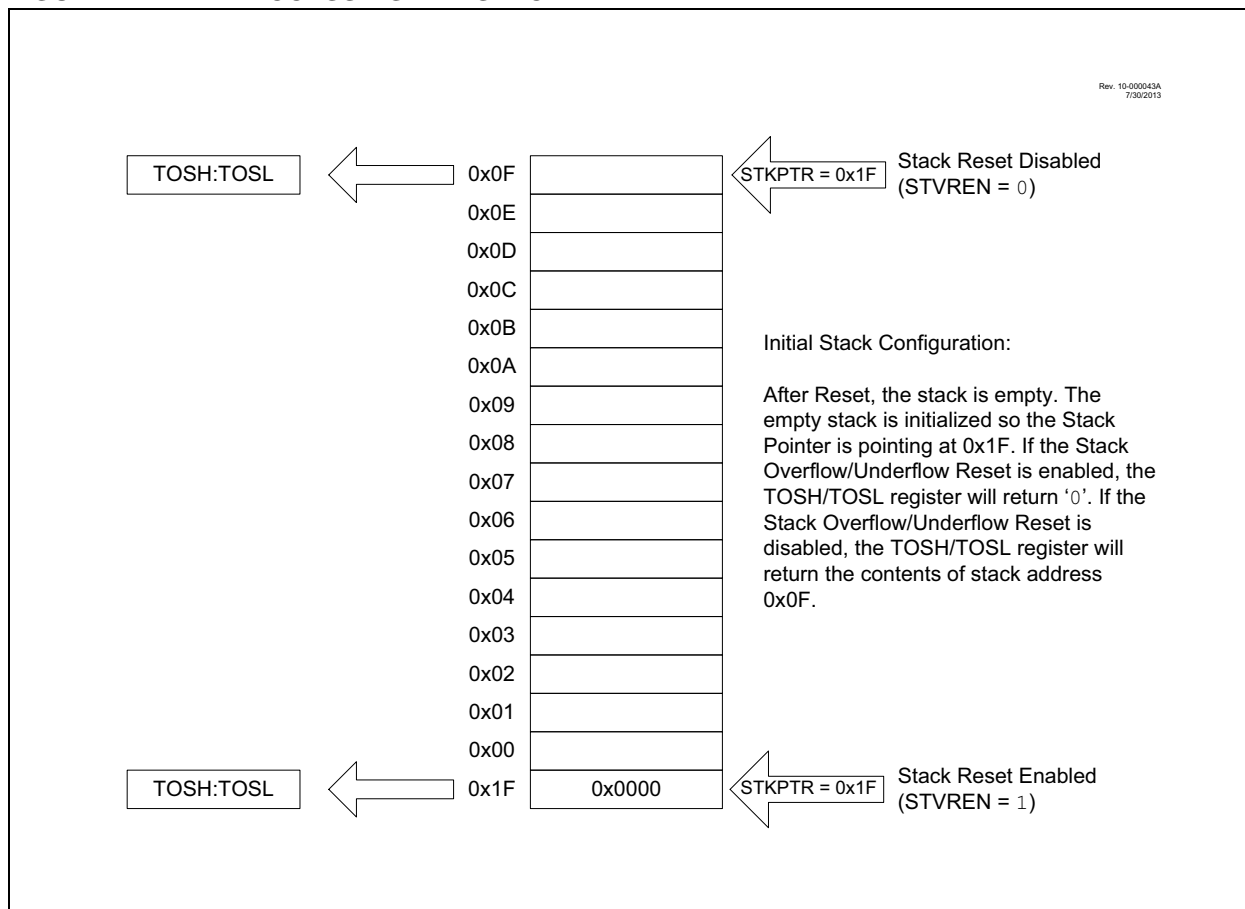 Rev. 10-000043A
7/30/2013
TOSH:TOSL
0x0F
STKPTR = 0x1F
Stack Reset Disabled
(STVREN = 0)
0x0E
0x0D
0x0C
0x0B
0x0A
0x09
0x08
0x07
0x06
0x05
0x04
0x03
0x02
0x01
0x00
Initial Stack Configuration:
After Reset, the stack is empty. The
empty stack is initialized so the Stack
Pointer is pointing at 0x1F. If the Stack
Overflow/Underflow Reset is enabled, the
TOSH/TOSL register will return ‘0’. If the
Stack Overflow/Underflow Reset is
disabled, the TOSH/TOSL register will
return the contents of stack address
0x0F.
TOSH:TOSL
0x1F
0x0000
STKPTR = 0x1F
Stack Reset Enabled
(STVREN = 1)